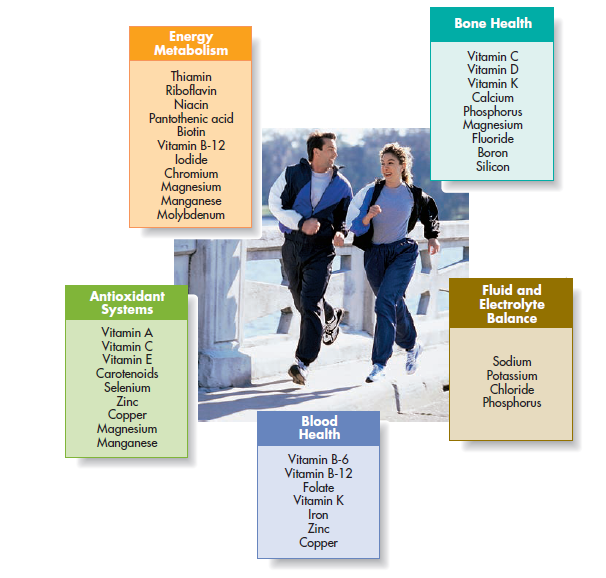 Energy
Metabolism
Thiamin
Riboflavin
Niacin
Pantothenic acid
Biotin
Vitamin B-12
Iodide
Chromium
Magnesium
Manganese
Molybdenum
Bone Health
Vitamin C
Vitamin D
Vitamin K
Calcium
Phosphorus
Magnesium
Fluoride
Boron
Silicon
Antioxidant
Systems
Vitamin A
Vitamin C
Vitamin E
Carotenoids
Selenium
Zinc
Copper
Magnesium
Manganese
Fluid and
Electrolyte
Balance
Sodium
Potassium
Chloride
Phosphorus
Blood
Health
Vitamin B-6
Vitamin B-12
Folate
Vitamin K
Iron
Zinc
Copper